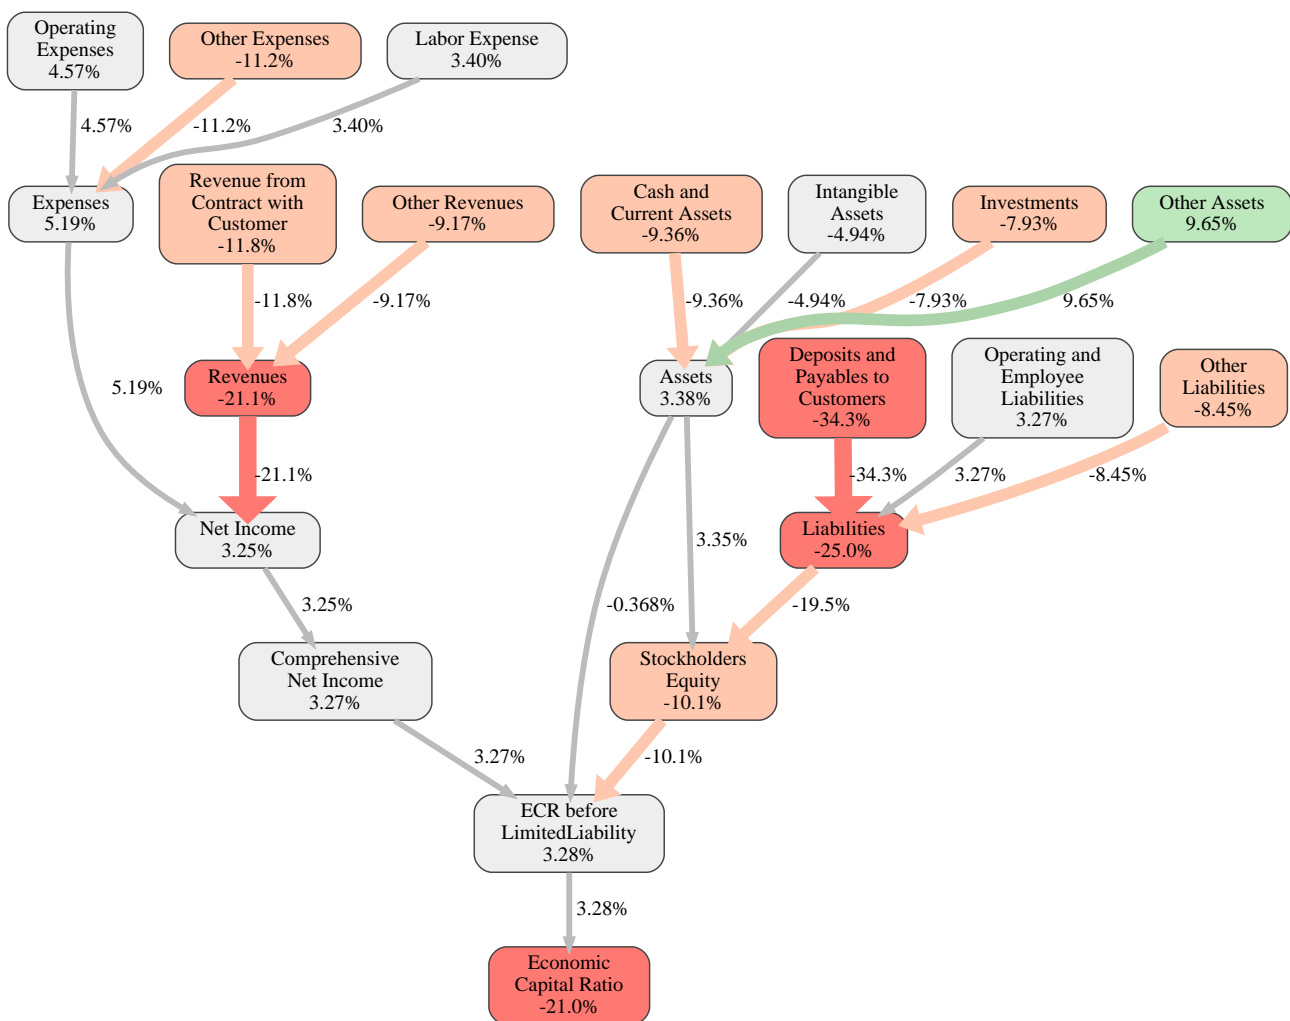 Operating
Expenses
4.57%
Other Expenses
-11.2%
Labor Expense
3.40%
4.57%
-11.2%
3.40%
Expenses
5.19%
Revenue from
Contract with
Customer
-11.8%
Other Revenues
-9.17%
Cash and
Current Assets
-9.36%
Intangible
Assets
-4.94%
Investments
-7.93%
Other Assets
9.65%
-11.8%
-9.17%
-9.36%
-4.94%
-7.93%
9.65%
5.19%
Revenues
-21.1%
Assets
3.38%
Deposits and
Payables to
Customers
-34.3%
Operating and
Employee
Liabilities
3.27%
Other
Liabilities
-8.45%
-21.1%
-34.3%
3.27%
-8.45%
Net Income
3.25%
3.35%
Liabilities
-25.0%
3.25%
-0.368%
-19.5%
Comprehensive
Net Income
3.27%
Stockholders
Equity
-10.1%
3.27%
-10.1%
ECR before
LimitedLiability
3.28%
3.28%
Economic
Capital Ratio
-21.0%